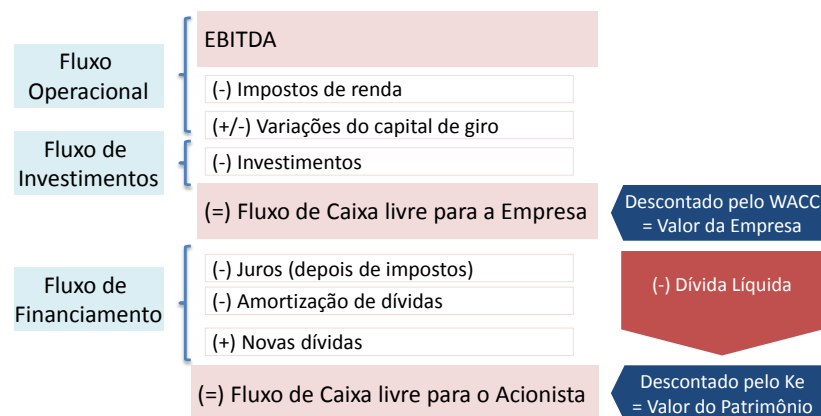 Fluxo
Operacional
EBITDA
(-) Impostos de renda
(+/-) Variações do capital de giro
Fluxo de
Investimentos
(-) Investimentos
(=) Fluxo de Caixa livre para a Empresa
Descontado pelo WACC
= Valor da Empresa
Fluxo de
Financiamento
(-) Juros (depois de impostos)
(-) Amortização de dívidas
(+) Novas dívidas
(-) Dívida Líquida
(=) Fluxo de Caixa livre para o Acionista
Descontado pelo Ke
= Valor do Patrimônio